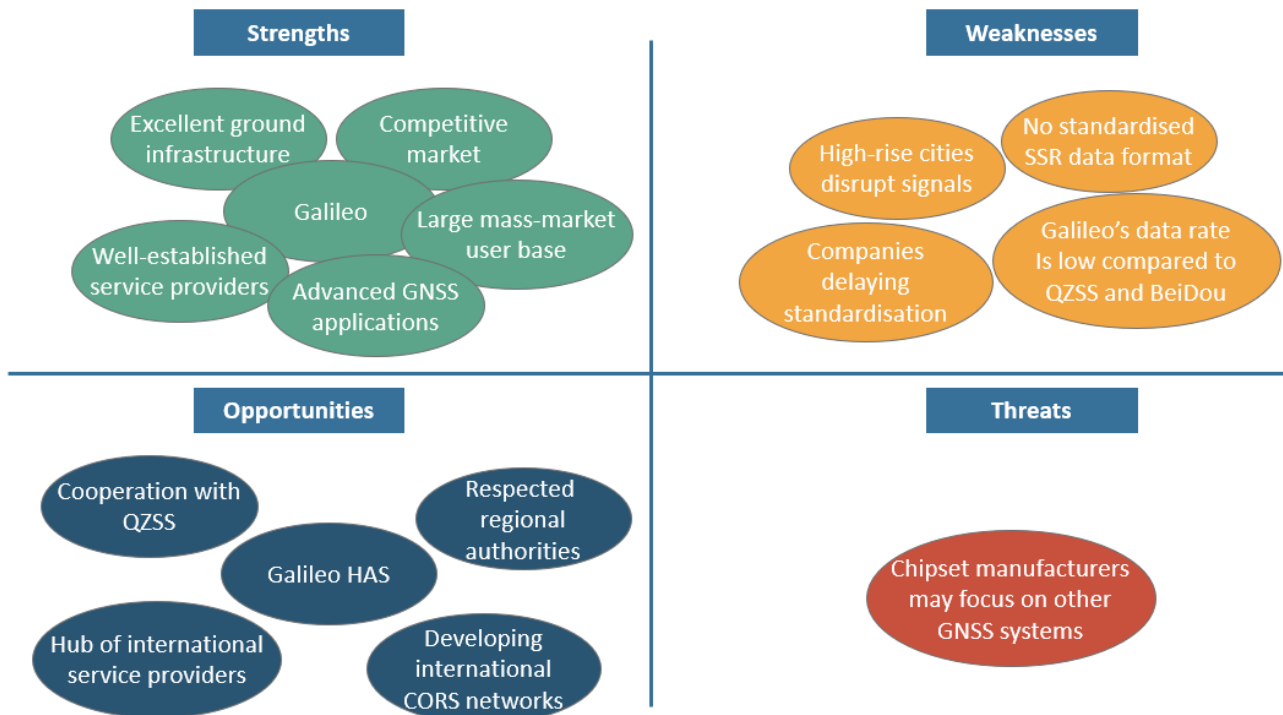 Strengths
Excellent ground
infrastructure
Competitive
market
Galileo
Large mass-market
user base
Well-established
service providers
Advanced GNSS
applications
Weaknesses
High-rise cities
disrupt signals
No standardised
SSR data format
Companies
delaying
standardisation
Galileo’s data rate
Is low compared to
QZSS and BeiDou
Opportunities
Cooperation with
QZSS
Respected
regional
authorities
Galileo HAS
Hub of international
service providers
Developing
international
CORS networks
Threats
Chipset manufacturers
may focus on other
GNSS systems